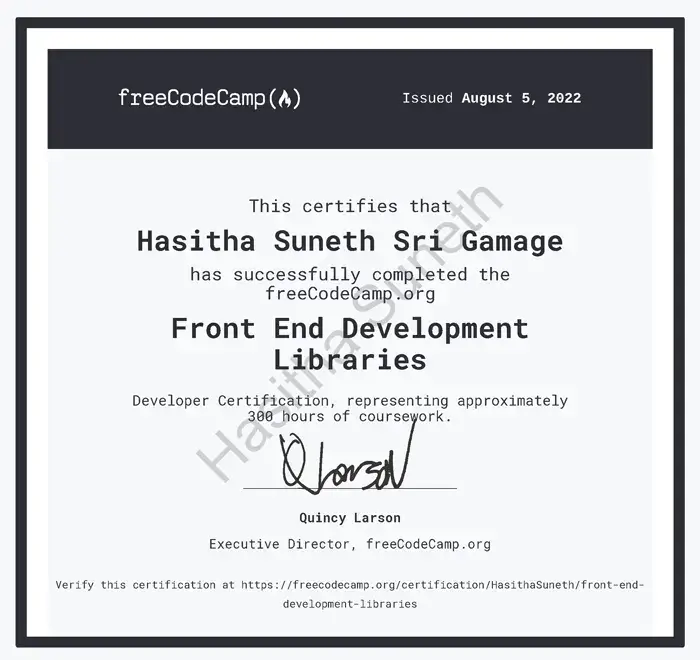 freeCodeCamp
Issued August 5, 2022
This certifies that
Hasitha Suneth Sri Gamage
has successfully completed the
freeCodeCamp.org
Front End Development
Libraries
Developer Certification, representing approximately
300 hours of coursework.
Q Larson
Quincy Larson
Executive Director, freeCodeCamp.org
Verify this certification at https://freecodecamp.org/certification/HasithaSuneth/front-end-
development-libraries
Hasitha Suneth